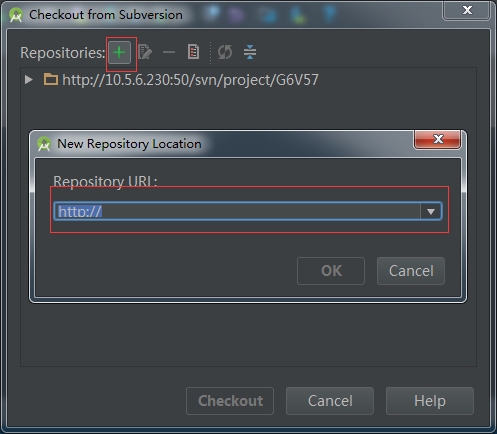 Checkout from Subversion
Repositories:
http://10.5.6.230:50/svn/project/G6V57
New Repository Location
Repository URL:
http://
OK Cancel
Checkout Cancel Help